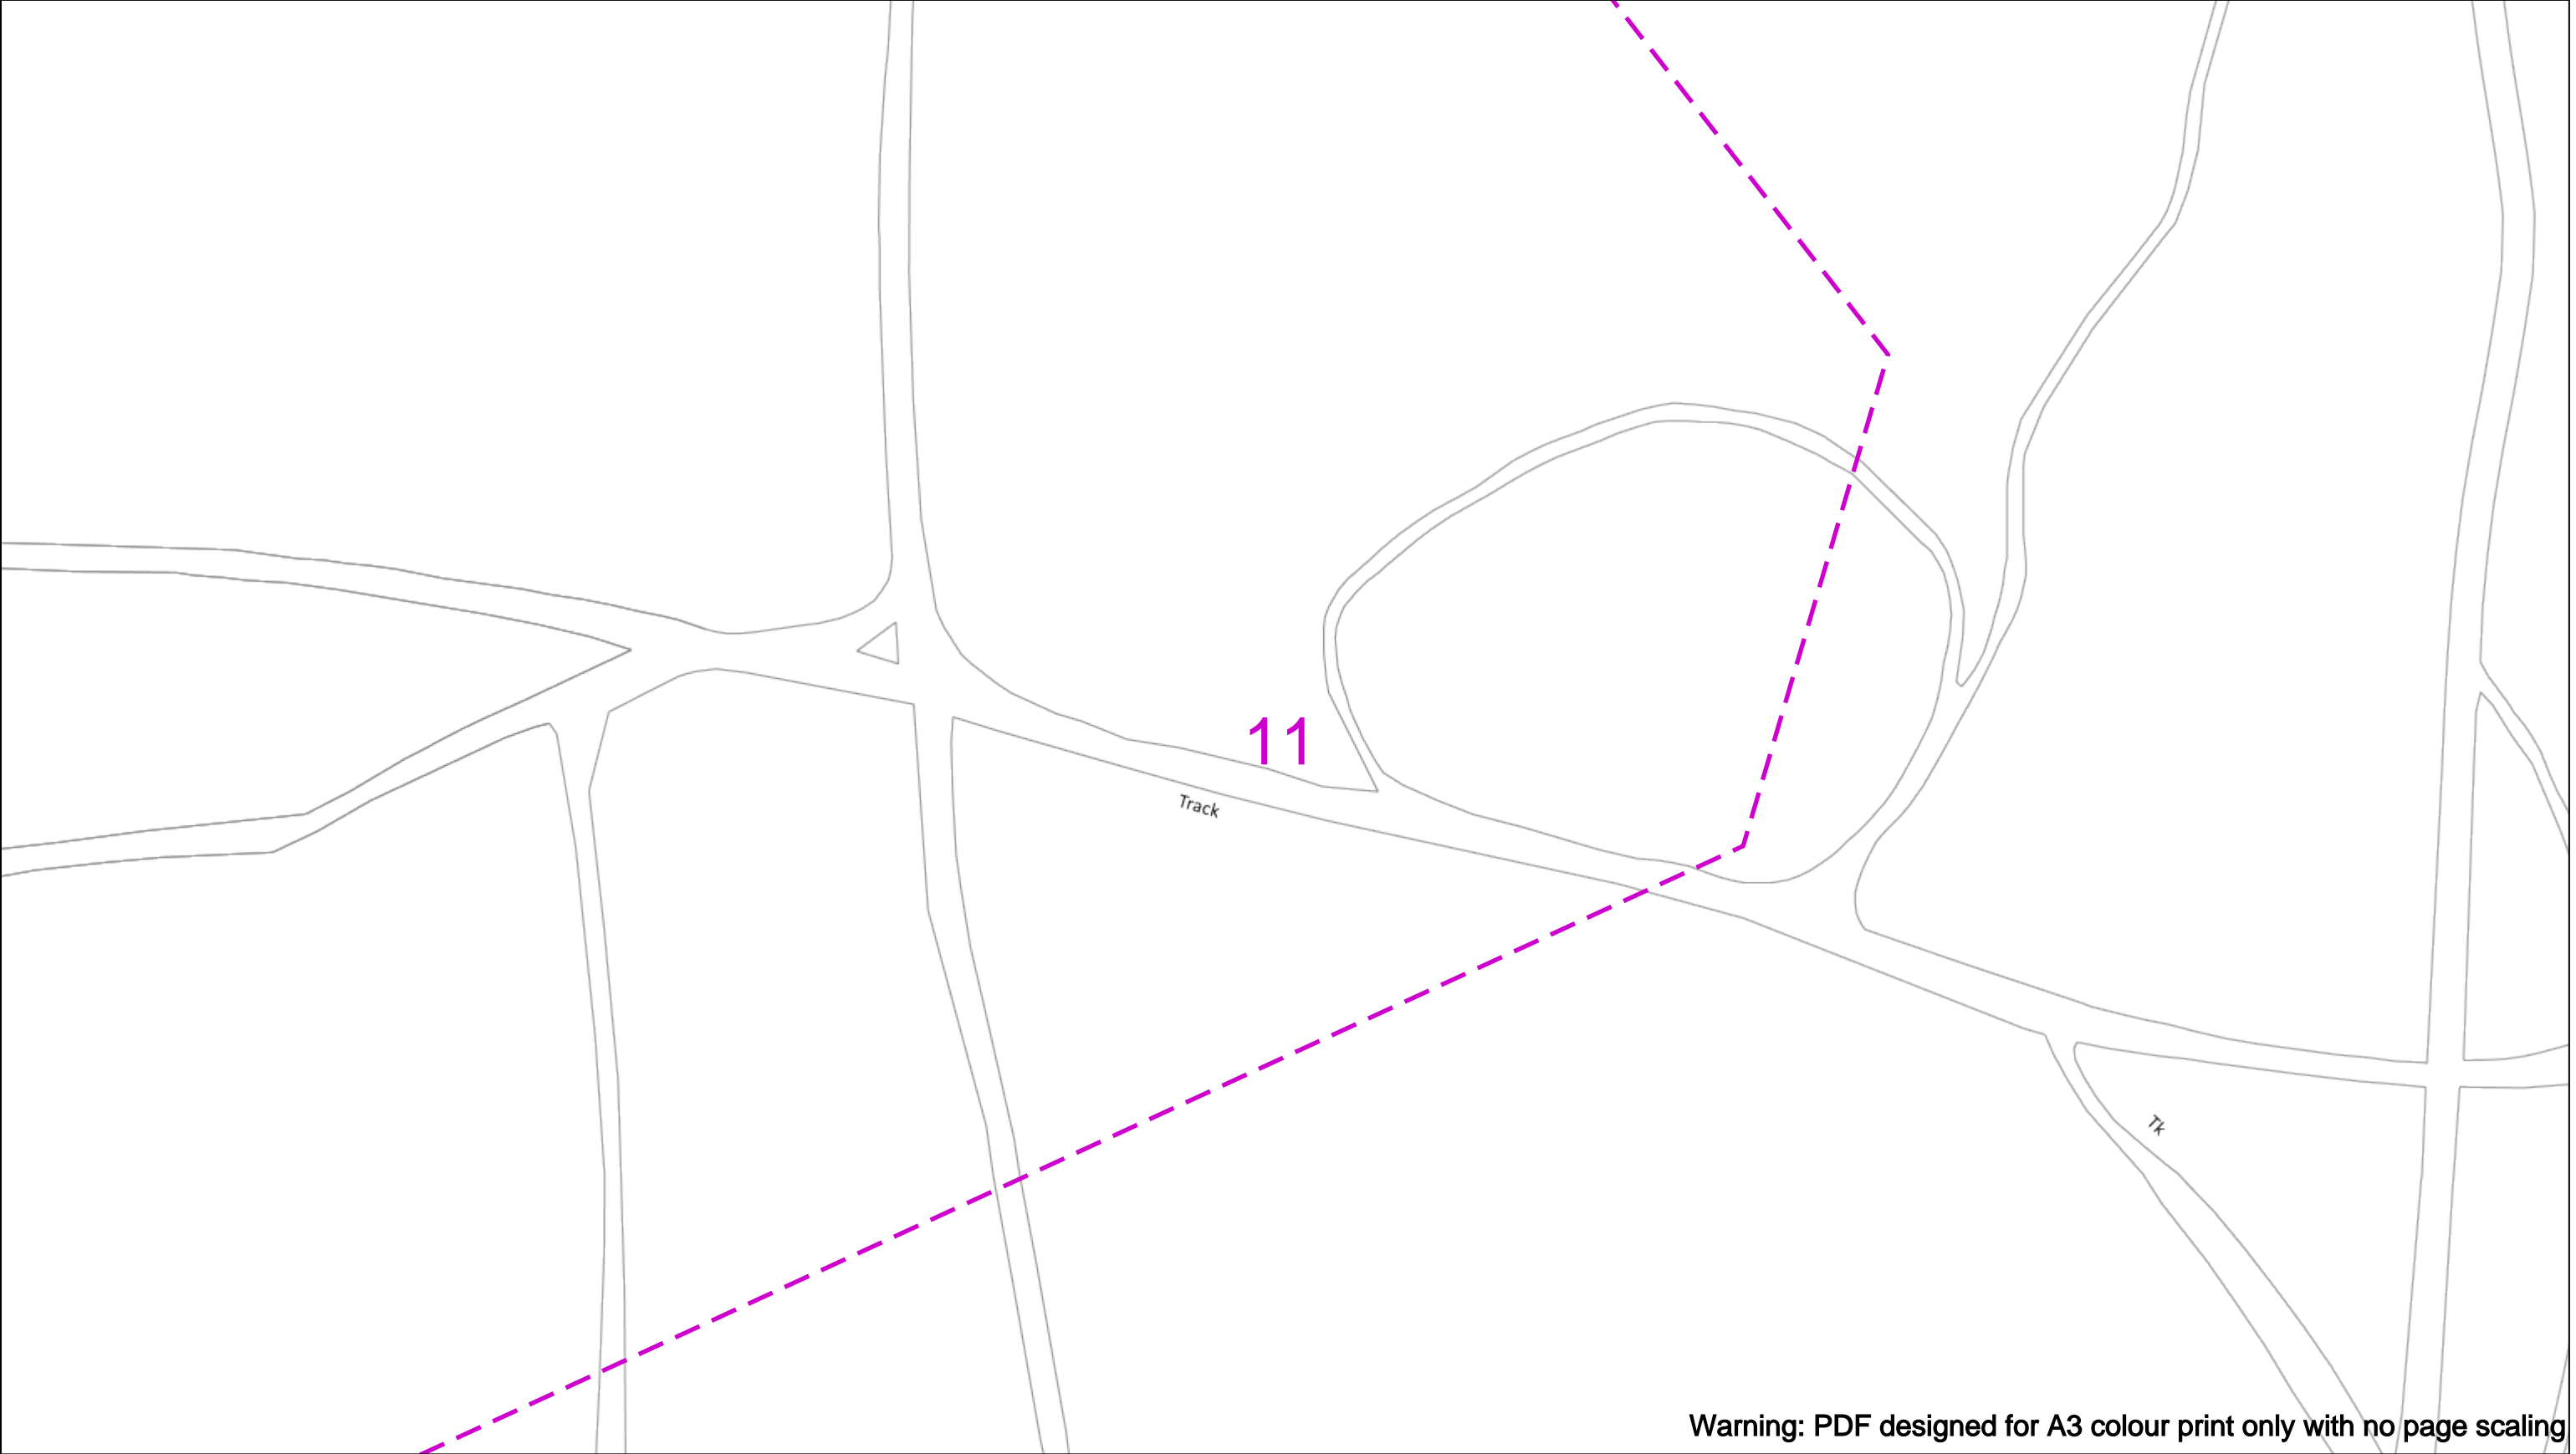 11
Track
Tk
Warning: PDF designed for A3 colour print only with no page scaling